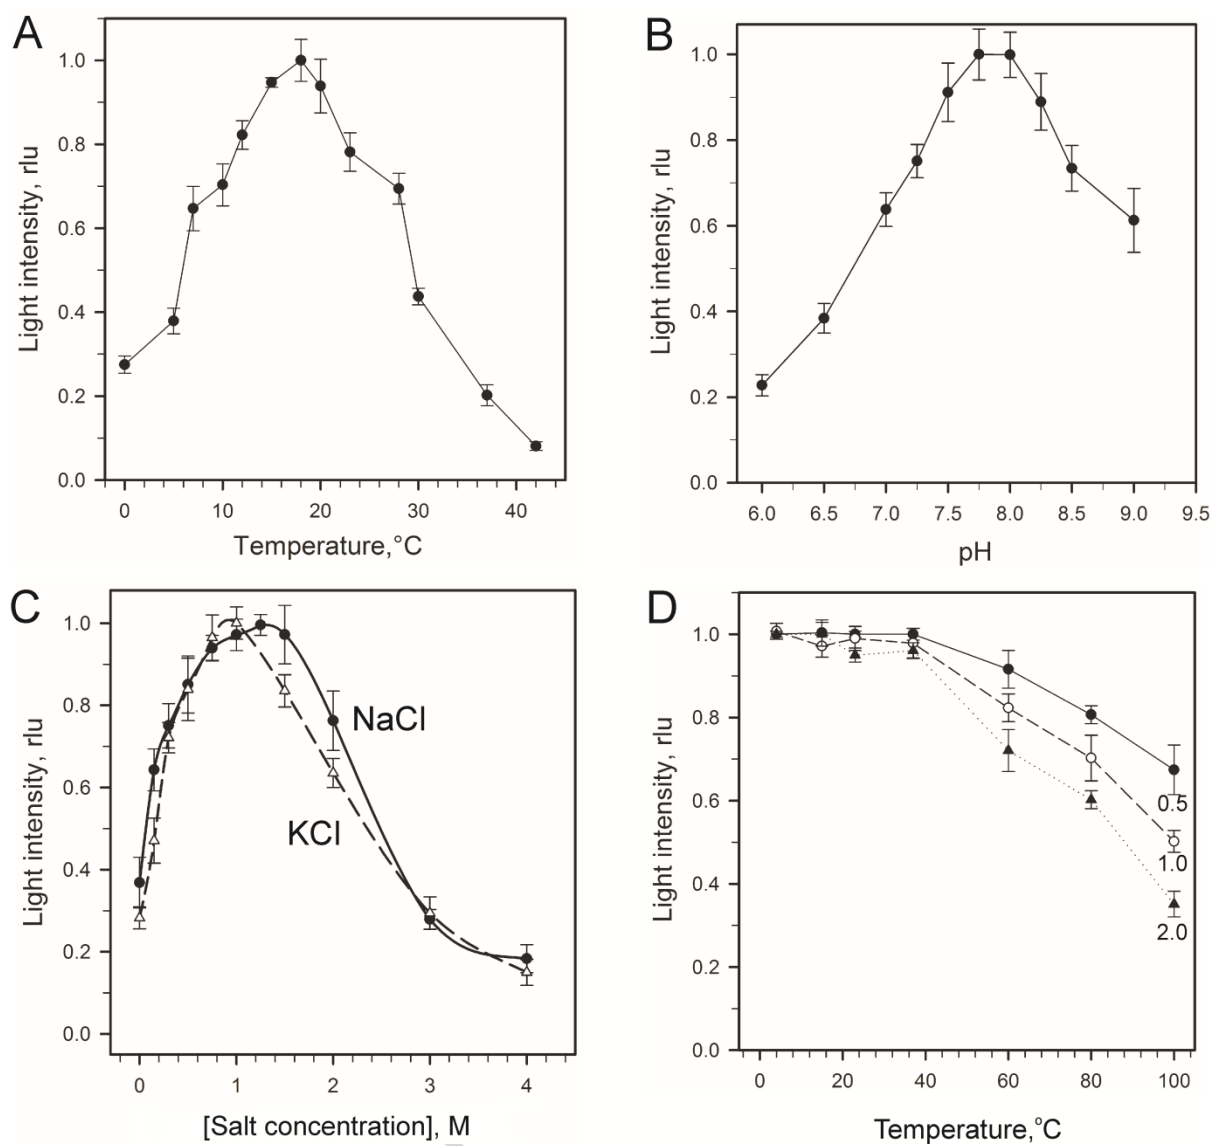 A
Light intensity, rlu
1.0
0.8
0.6
0.4
0.2
0.0
0 10 20 30 40
Temperature,°C
B
Light intensity, rlu
1.0
0.8
0.6
0.4
0.2
0.0
6.0 6.5 7.0 7.5 8.0 8.5 9.0 9.5
pH
C
Light intensity, rlu
1.0
0.8
0.6
0.4
0.2
0.0
NaCl
KCl
0 1 2 3 4
[Salt concentration], M
D
Light intensity, rlu
1.0
0.8
0.6
0.4
0.2
0.0
0.5
1.0
2.0
0 20 40 60 80 100
Temperature,°C